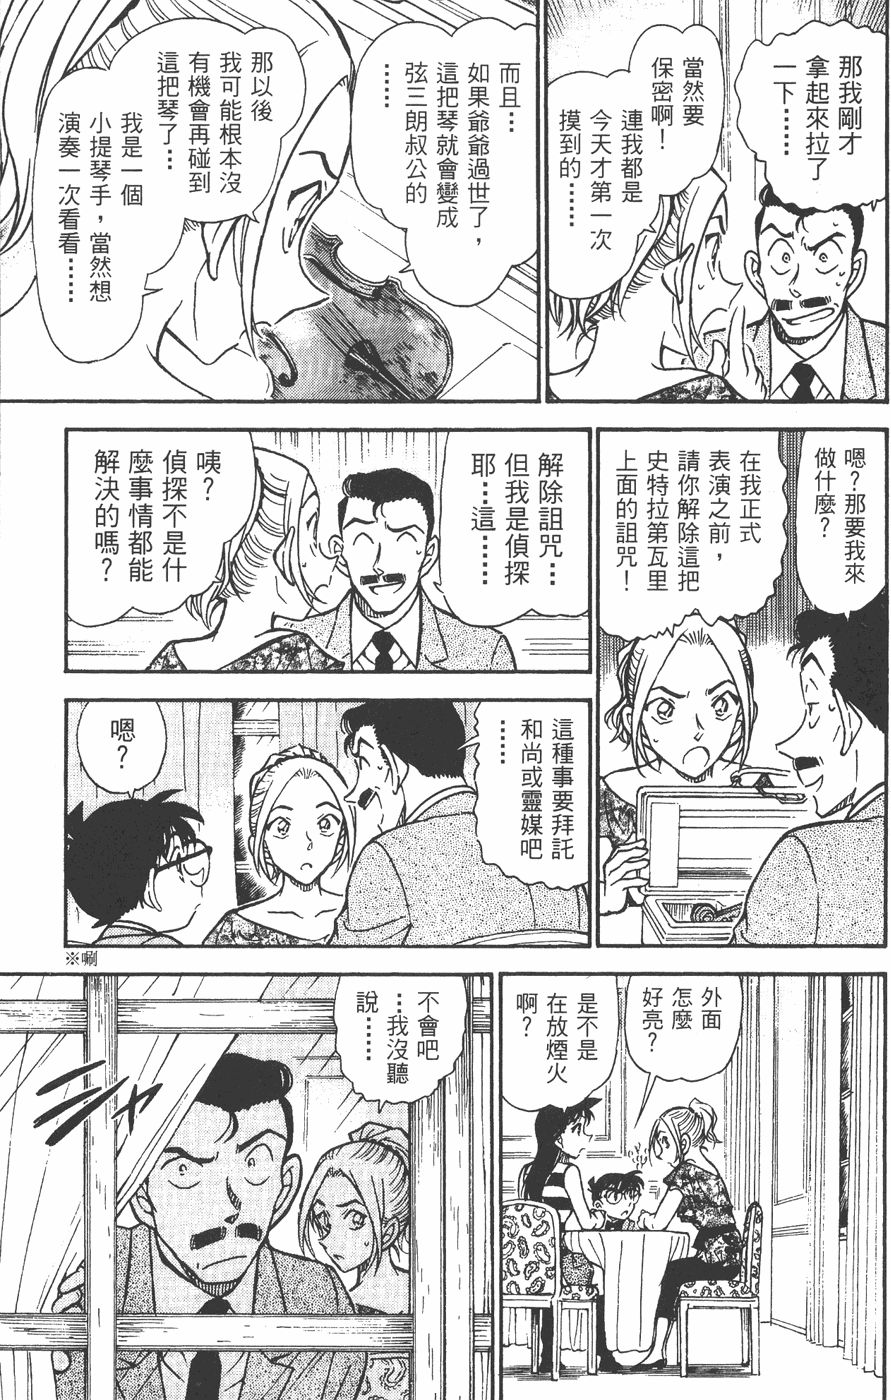 那我剛才
拿起來拉了
一下……
當然要
保密啊！
連我都是
今天才第一次
摸到的……
而且…
如果爺爺過世了，
這把琴就會變成
弦三朗叔公的
……
那以後
我可能根本沒
有機會再碰到
這把琴了…
我是一個
小提琴手，當然想
演奏一次看看……
嗯？那要我來
做什麼？
在我正式
表演之前，
請你解除這把
史特拉第瓦里
上面的詛咒！
解除詛咒…
但我是偵探
耶…這……
咦？
偵探不是什
麼事情都能
解決的嗎？
這種事要拜託
和尚或靈媒吧
……
嗯？
外面
怎麼
好亮？
是不是
在放煙火
啊？
不會吧
…我沒聽
說……
※唰